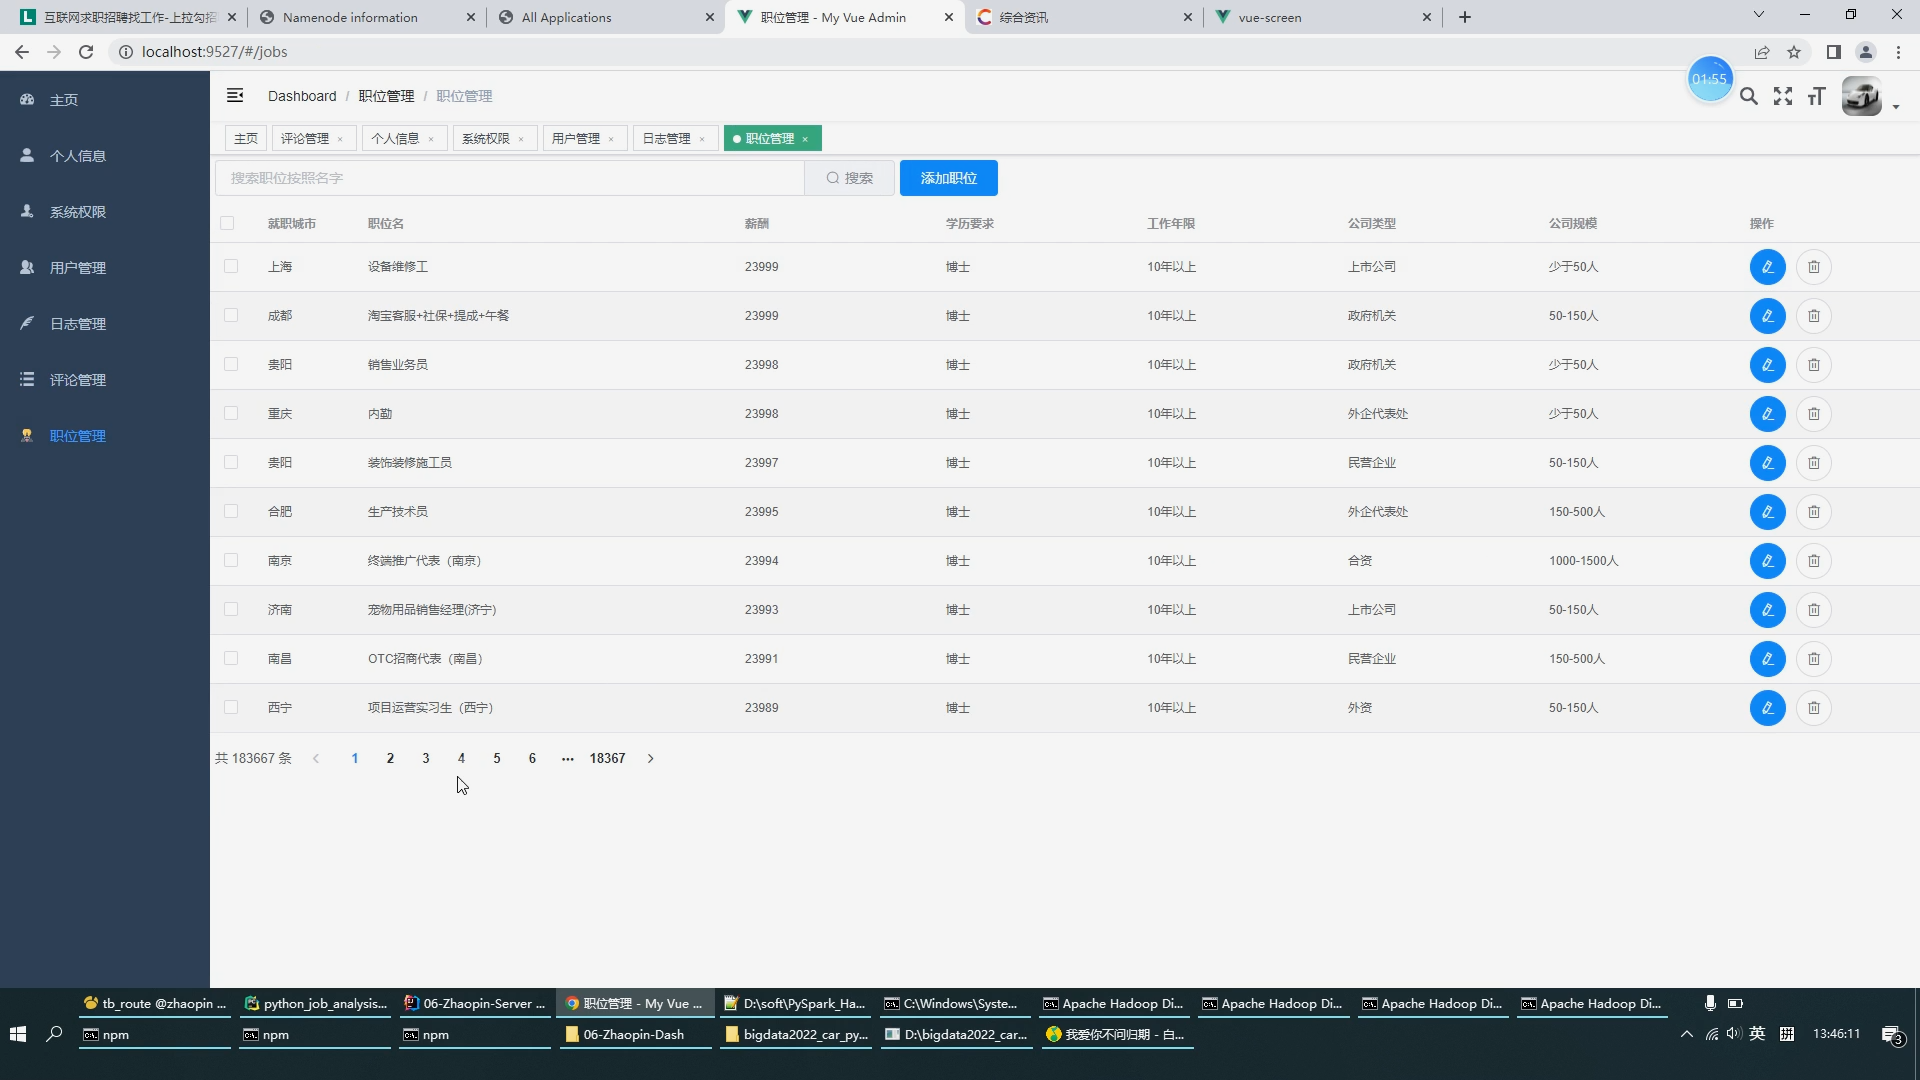 互联网求职招聘找工作-上拉勾招
Namenode information
All Applications
职位管理 - My Vue Admin
综合资讯
vue-screen
localhost:9527/#/jobs
01:55
Dashboard / 职位管理 / 职位管理
主页
个人信息
系统权限
用户管理
日志管理
评论管理
职位管理
主页 评论管理 × 个人信息 × 系统权限 × 用户管理 × 日志管理 × 职位管理 ×
搜索职位按照名字 搜索 添加职位
就职城市 职位名 薪酬 学历要求 工作年限 公司类型 公司规模 操作
上海 设备维修工 23999 博士 10年以上 上市公司 少于50人
成都 淘宝客服+社保+提成+午餐 23999 博士 10年以上 政府机关 50-150人
贵阳 销售业务员 23998 博士 10年以上 政府机关 少于50人
重庆 内勤 23998 博士 10年以上 外企代表处 少于50人
贵阳 装饰装修施工员 23997 博士 10年以上 民营企业 50-150人
合肥 生产技术员 23995 博士 10年以上 外企代表处 150-500人
南京 终端推广代表（南京） 23994 博士 10年以上 合资 1000-1500人
济南 宠物用品销售经理(济宁) 23993 博士 10年以上 上市公司 50-150人
南昌 OTC招商代表（南昌） 23991 博士 10年以上 民营企业 150-500人
西宁 项目运营实习生（西宁） 23989 博士 10年以上 外资 50-150人
共 183667 条 1 2 3 4 5 6 ••• 18367
tb_route @zhaopin ...
python_job_analysis...
06-Zhaopin-Server ...
职位管理 - My Vue ...
D:\soft\PySpark_Ha...
C:\Windows\Syste...
Apache Hadoop Di...
Apache Hadoop Di...
Apache Hadoop Di...
Apache Hadoop Di...
npm
npm
npm
06-Zhaopin-Dash
bigdata2022_car_py...
D:\bigdata2022_car...
我爱你不问归期 - 白...
英
拼
13:46:11
3